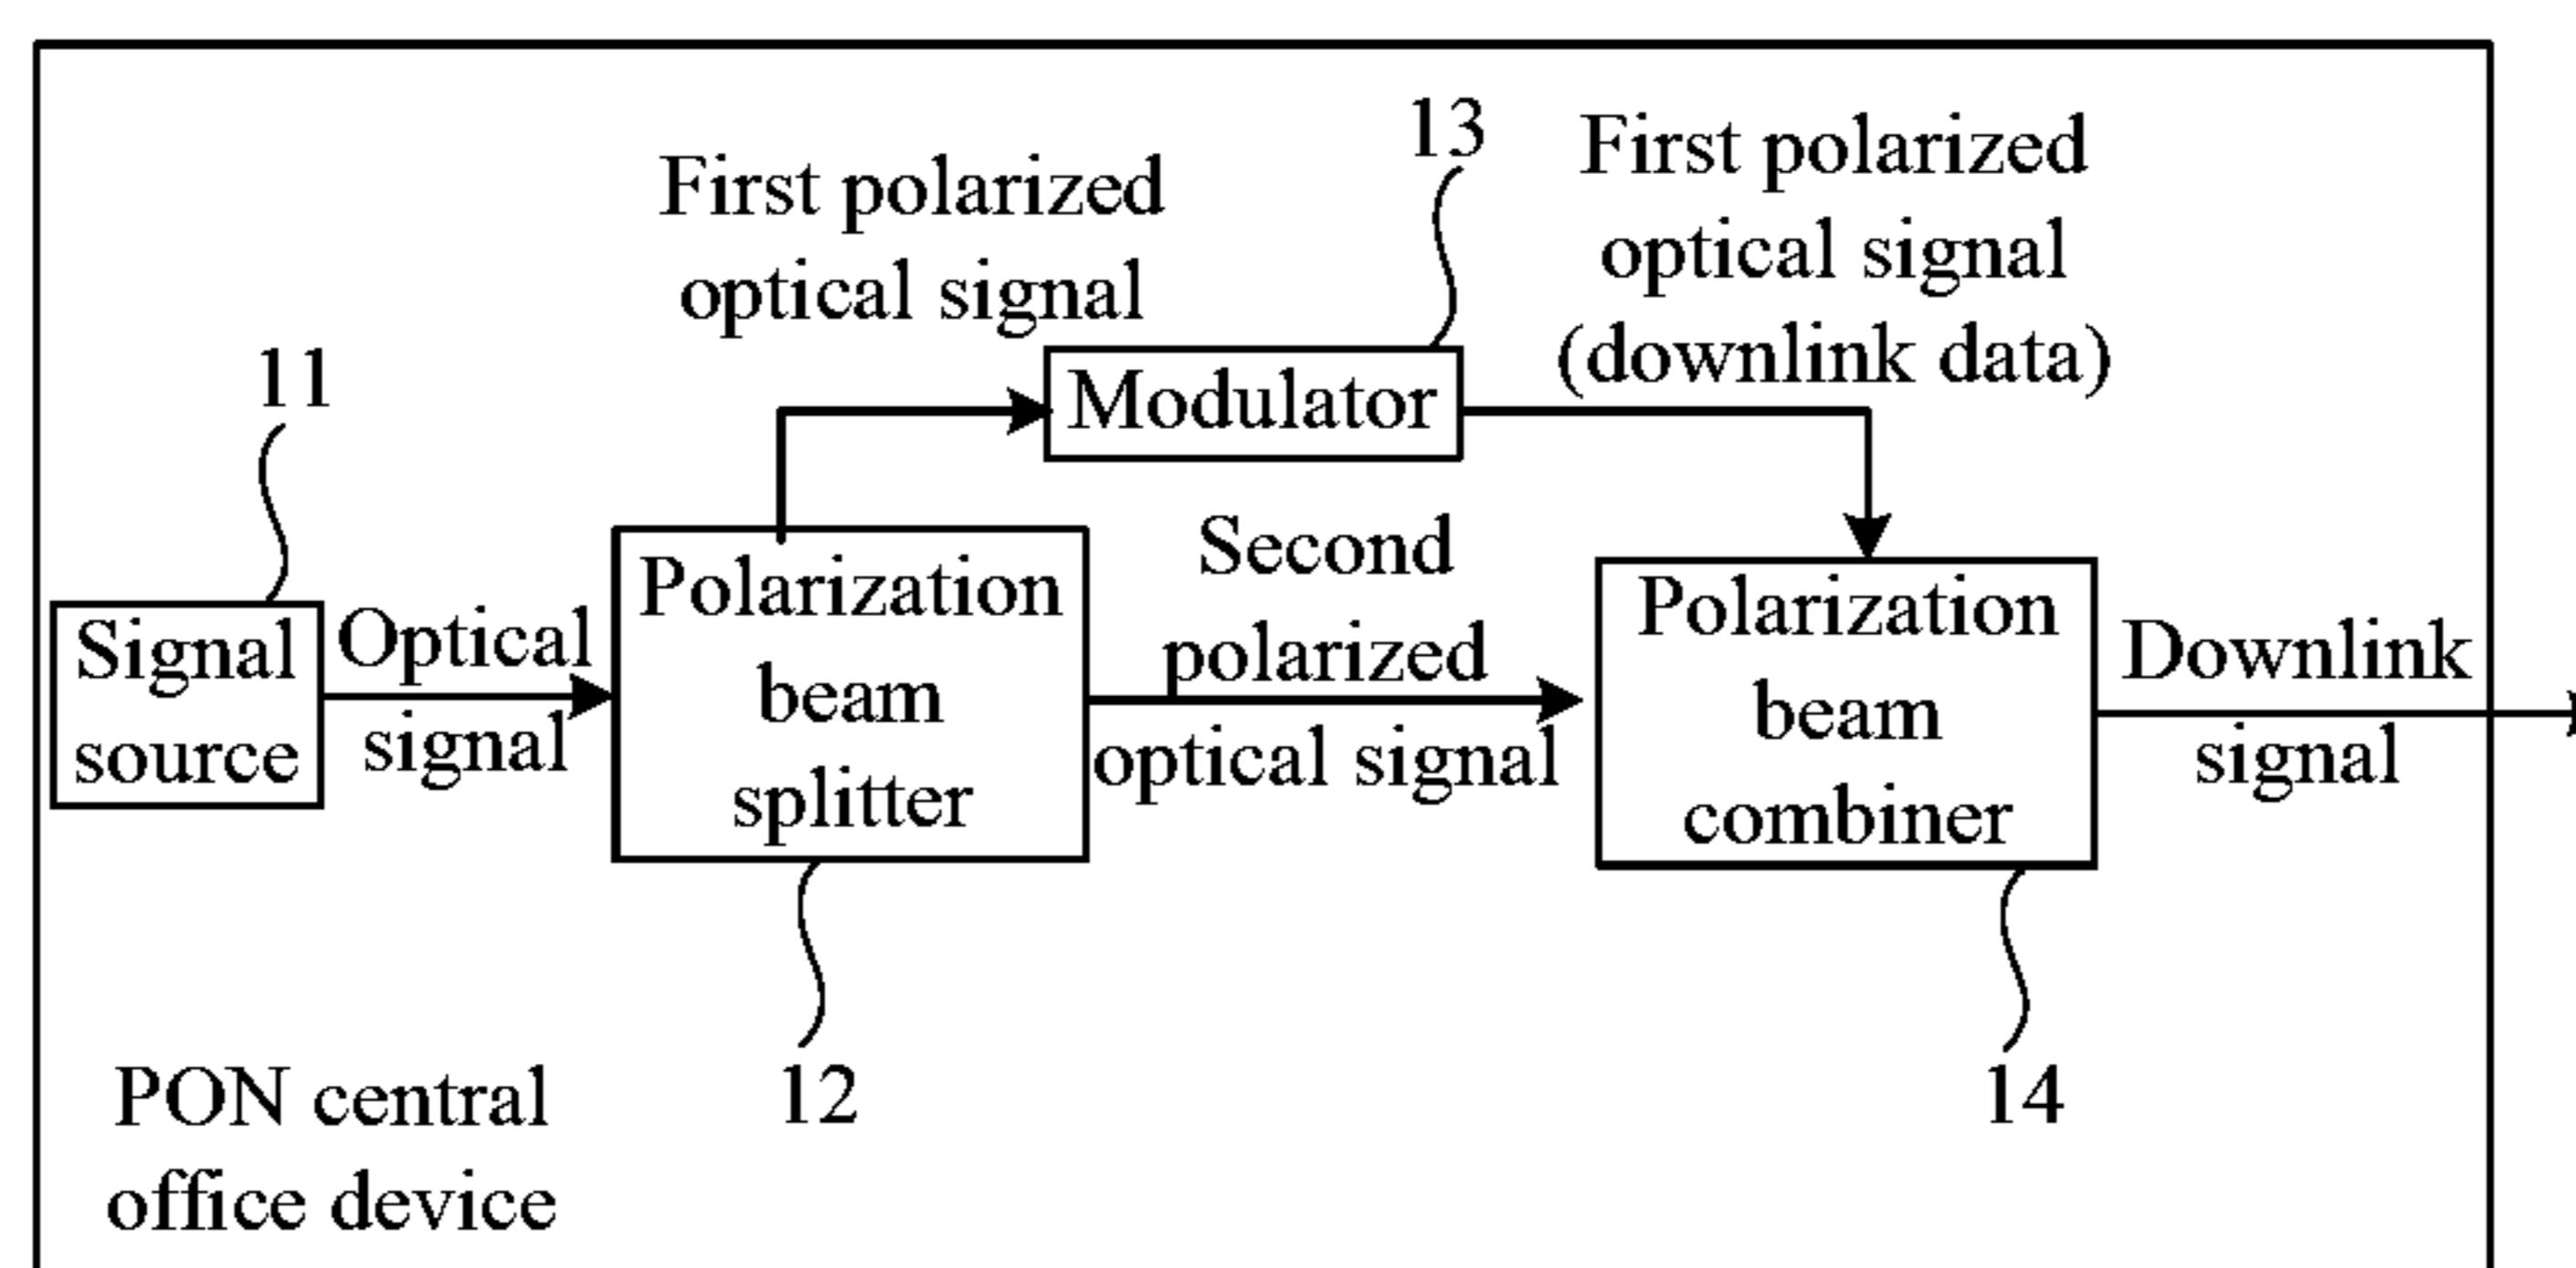 13
First polarized
optical signal
(downlink data)
First polarized
optical signal
11
Modulator
Signal
source
Optical
signal
Polarization
beam
splitter
Second
polarized
optical signal
Polarization
beam
combiner
Downlink
signal
12
14
PON central
office device